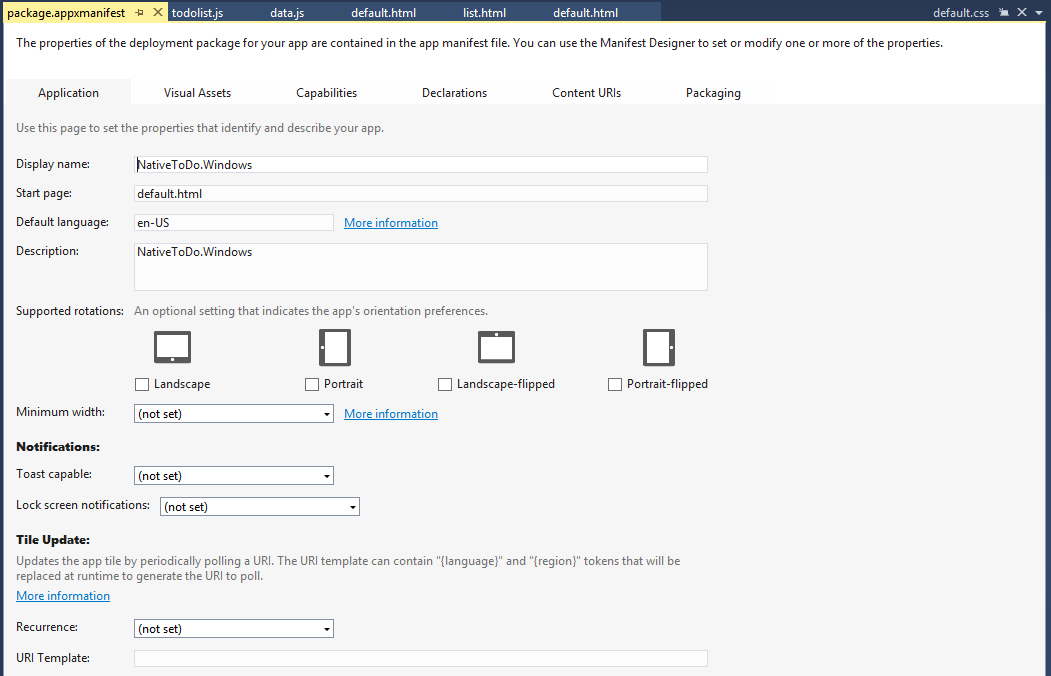 package.appxmanifest todolist.js data.js default.html list.html default.html default.css
The properties of the deployment package for your app are contained in the app manifest file. You can use the Manifest Designer to set or modify one or more of the properties.
Application Visual Assets Capabilities Declarations Content URIs Packaging
Use this page to set the properties that identify and describe your app.
Display name: NativeToDo.Windows
Start page: default.html
Default language: en-US More information
Description: NativeToDo.Windows
Supported rotations: An optional setting that indicates the app's orientation preferences.
Landscape Portrait Landscape-flipped Portrait-flipped
Minimum width: (not set) More information
Notifications:
Toast capable: (not set)
Lock screen notifications: (not set)
Tile Update:
Updates the app tile by periodically polling a URI. The URI template can contain "{language}" and "{region}" tokens that will be
replaced at runtime to generate the URI to poll.
More information
Recurrence: (not set)
URI Template: